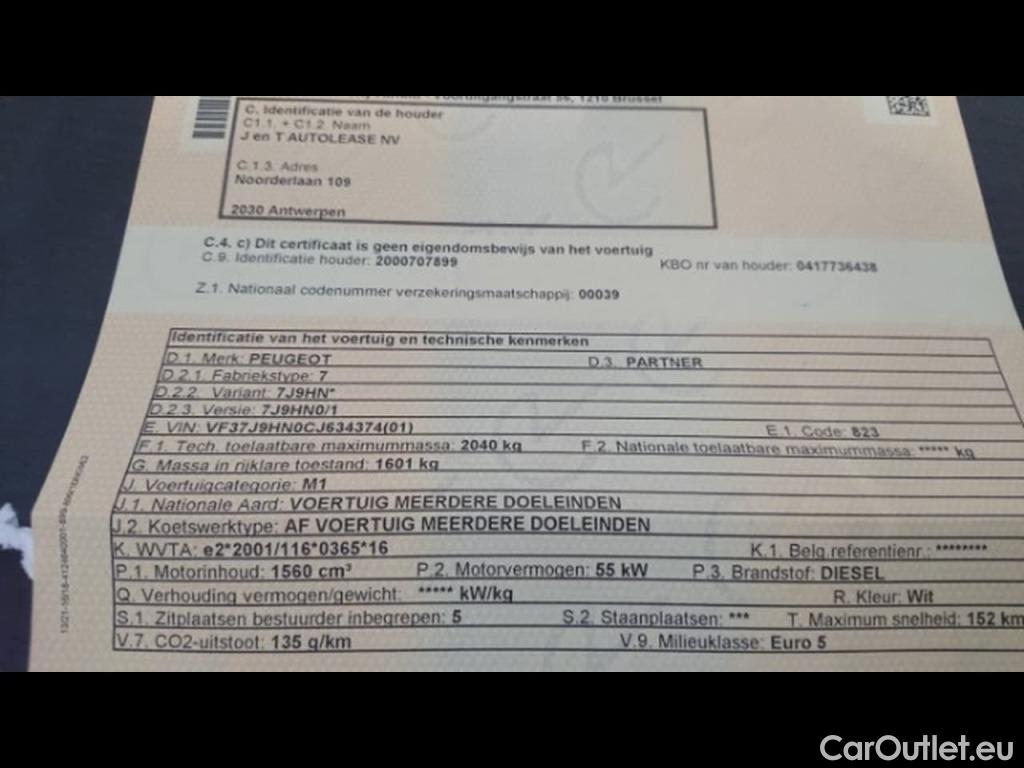 56, 1210 Brussel
C. Identificatie van de houder
C1.1. + C1.2. Naam
J en T AUTOLEASE NV
C.1.3. Adres
Noorderlaan 109
2030 Antwerpen
C.4. c) Dit certificaat is geen eigendomsbewijs van het voertuig
C.9. Identificatie houder: 2000707899 KBO nr van houder: 0417736438
Z.1. Nationaal codenummer verzekeringsmaatschappij: 00039
Identificatie van het voertuig en technische kenmerken
D.1. Merk: PEUGEOT D.3. PARTNER
D.2.1. Fabriekstype: 7
D.2.2. Variant: 7J9HN*
D.2.3. Versie: 7J9HN0/1
E. VIN: VF37J9HN0CJ634374(01) E.1. Code: 823
F.1. Tech. toelaatbare maximummassa: 2040 kg F.2. Nationale toelaatbare maximummassa: ***** kg
G. Massa in rijklare toestand: 1601 kg
J. Voertuigcategorie: M1
J.1. Nationale Aard: VOERTUIG MEERDERE DOELEINDEN
J.2. Koetswerktype: AF VOERTUIG MEERDERE DOELEINDEN
K. WVTA: e2*2001/116*0365*16 K.1. Belg.referentienr.: ********
P.1. Motorinhoud: 1560 cm³ P.2. Motorvermogen: 55 kW P.3. Brandstof: DIESEL
Q. Verhouding vermogen/gewicht: ***** kW/kg R. Kleur: Wit
S.1. Zitplaatsen bestuurder inbegrepen: 5 S.2. Staanplaatsen: *** T. Maximum snelheid: 152 km
V.7. CO2-uitstoot: 135 g/km V.9. Milieuklasse: Euro 5
CarOutlet.eu